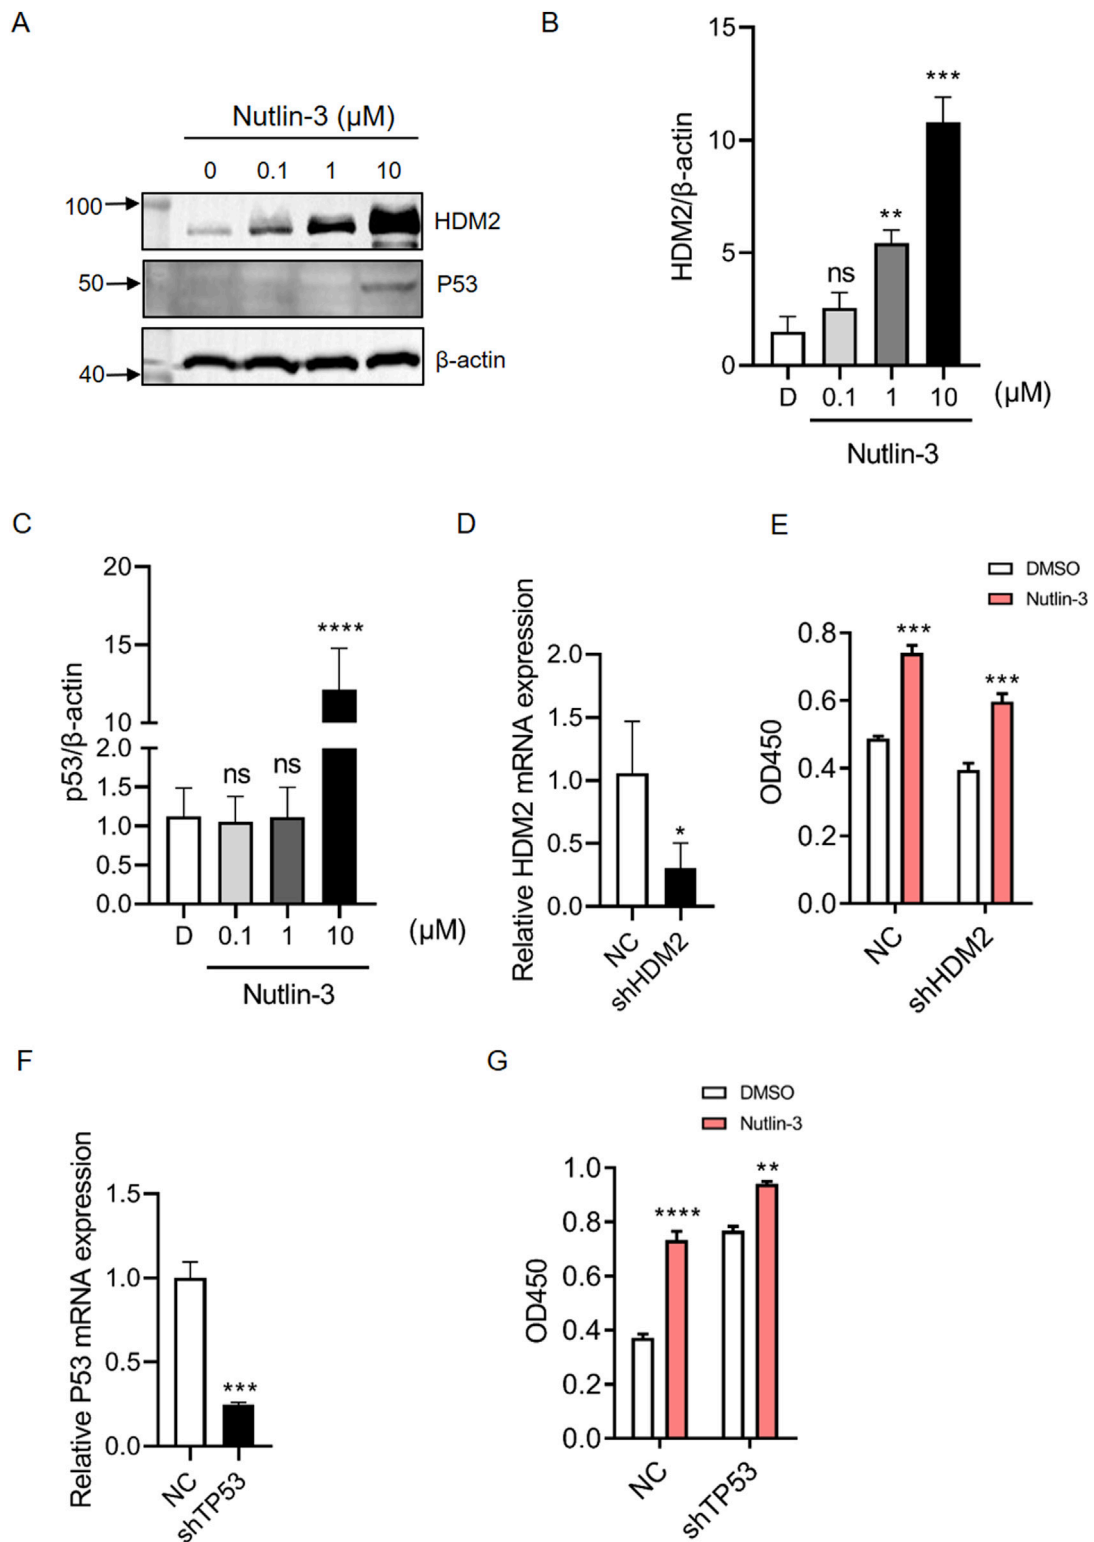 A
Nutlin-3 (μM)
0 0.1 1 10
100
HDM2
50
P53
40
β-actin
B
HDM2/β-actin
15
10
5
0
ns
**
***
D 0.1 1 10 (μM)
Nutlin-3
C
p53/β-actin
20
15
10
2.0
1.5
1.0
0.5
0.0
ns
ns
****
D 0.1 1 10 (μM)
Nutlin-3
D
Relative HDM2 mRNA expression
2.0
1.5
1.0
0.5
0.0
*
NC
shHDM2
E
DMSO
Nutlin-3
OD450
0.8
0.6
0.4
0.2
0.0
***
***
NC
shHDM2
F
Relative P53 mRNA expression
1.5
1.0
0.5
0.0
***
NC
shTP53
G
DMSO
Nutlin-3
OD450
1.0
0.8
0.6
0.4
0.2
0.0
****
**
NC
shTP53